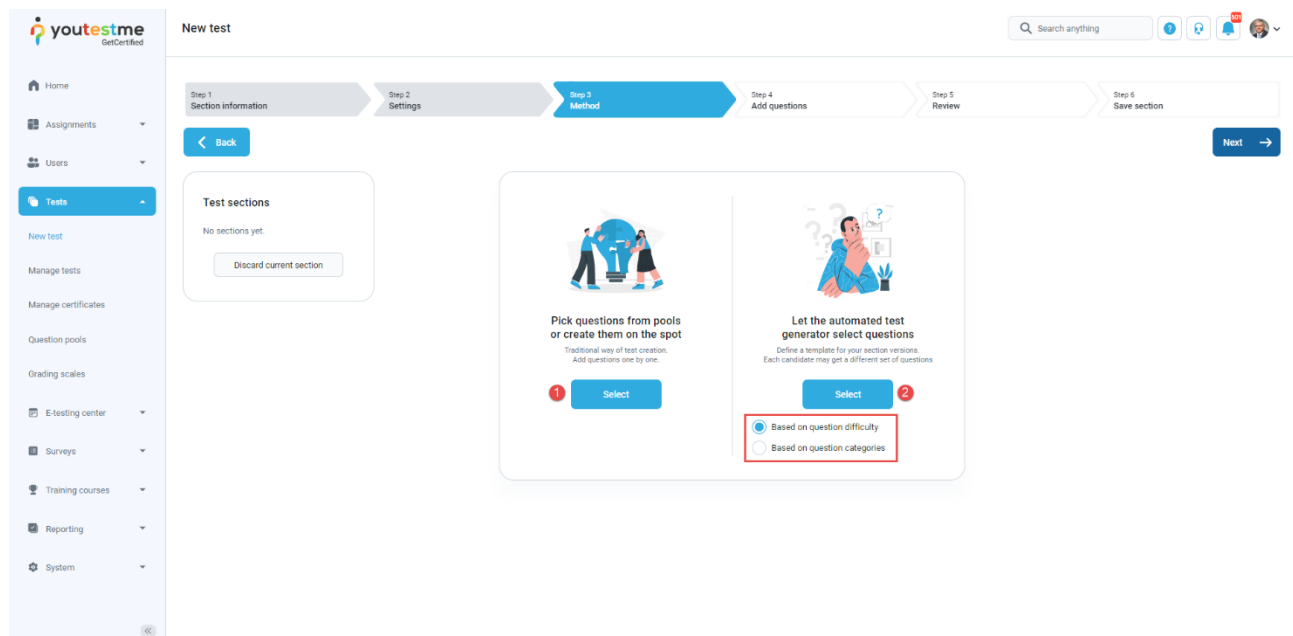 youtestme
GetCertified
New test
Search anything
?
501
Home
Assignments
Users
Tests
New test
Manage tests
Manage certificates
Question pools
Grading scales
E-testing center
Surveys
Training courses
Reporting
System
Step 1
Section information
Step 2
Settings
Step 3
Method
Step 4
Add questions
Step 5
Review
Step 6
Save section
Back
Next
Test sections
No sections yet.
Discard current section
Pick questions from pools
or create them on the spot
Traditional way of test creation.
Add questions one by one.
1
Select
?
? ? ?
Let the automated test
generator select questions
Define a template for your section versions.
Each candidate may get a different set of questions
Select
2
Based on question difficulty
Based on question categories